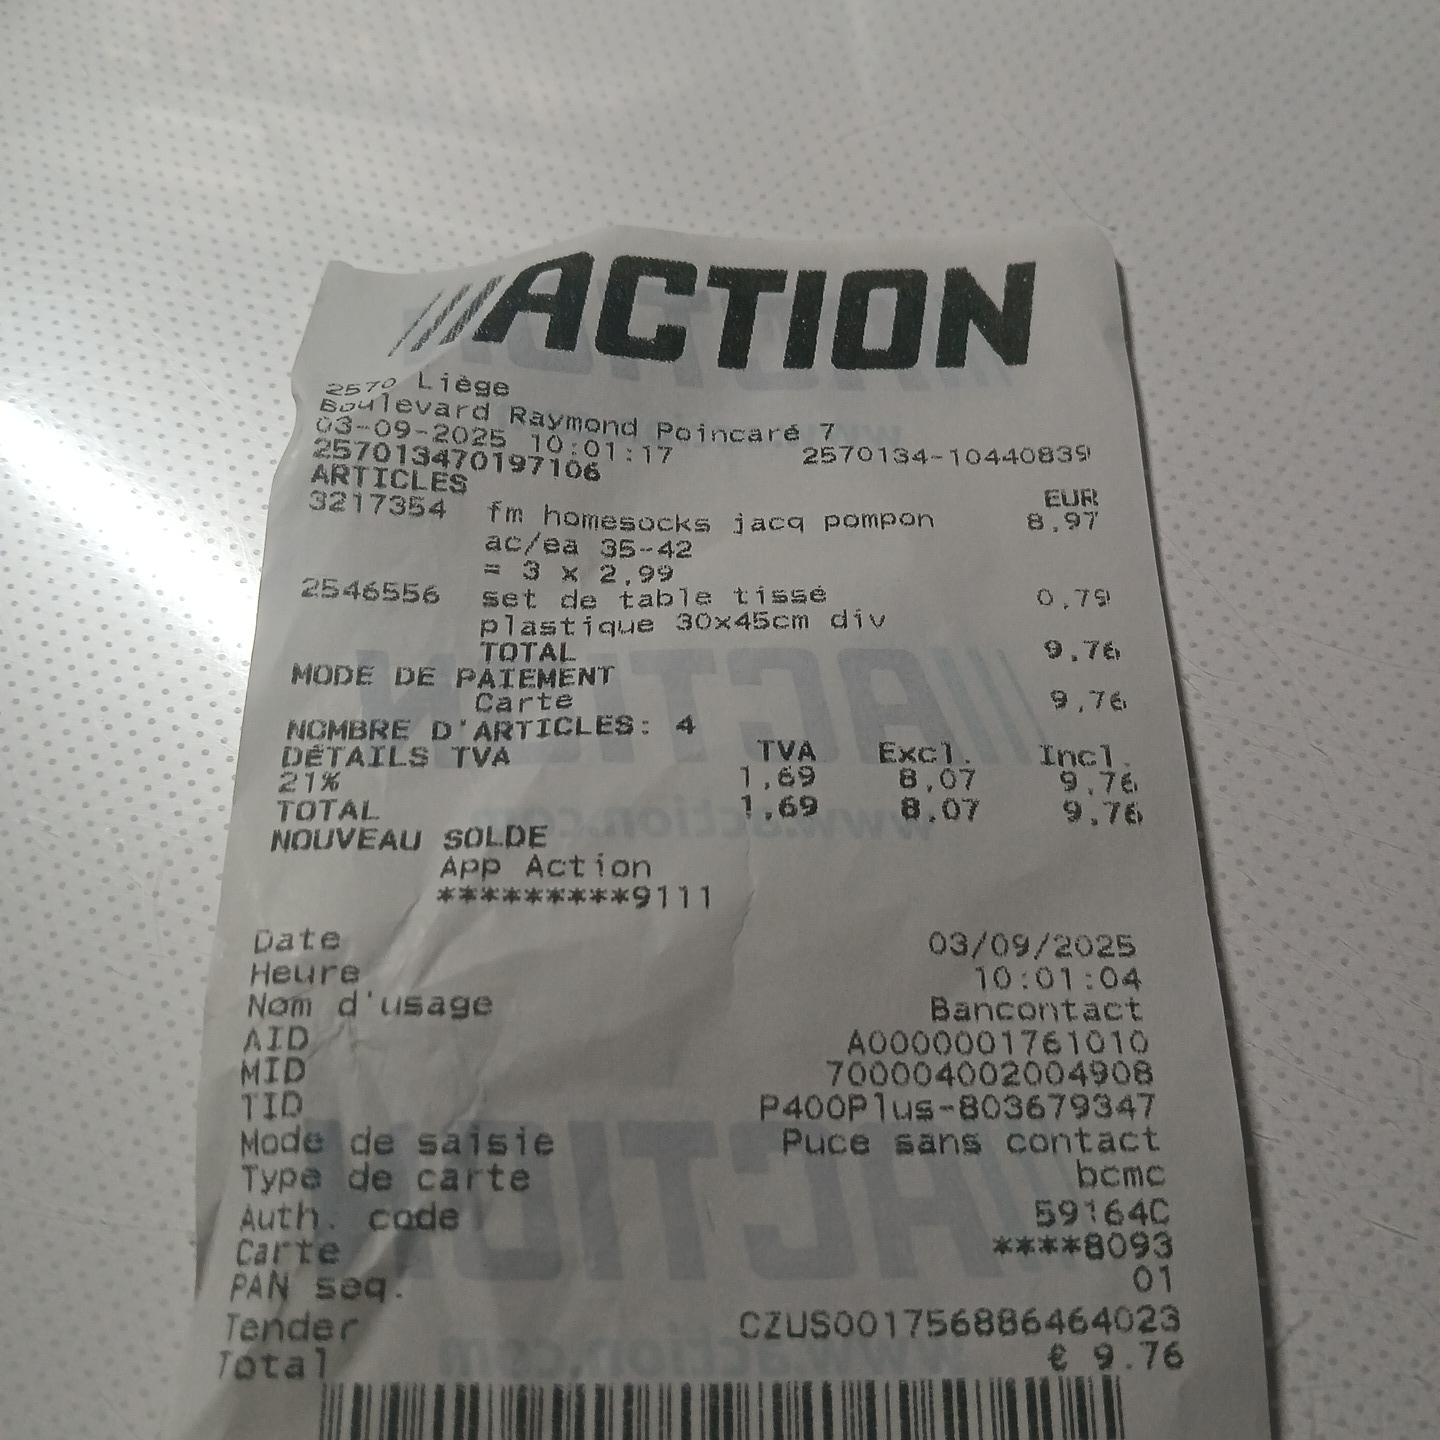 ACTION
2570 Liège
Boulevard Raymond Poincaré 7
03-09-2025 10:01:17 2570134-10440839
257013470197106
ARTICLES EUR
3217354 fm homesocks jacq pompon 8,97
ac/ea 35-42
= 3 x 2,99
2546556 set de table tissé 0,79
plastique 30x45cm div
TOTAL 9,76
MODE DE PAIEMENT
Carte 9,76
NOMBRE D'ARTICLES: 4
DÉTAILS TVA TVA Excl. Incl.
21% 1,69 8,07 9,76
TOTAL 1,69 8,07 9,76
NOUVEAU SOLDE
App Action
*********9111
Date 03/09/2025
Heure 10:01:04
Nom d'usage Bancontact
AID A0000001761010
MID 700004002004908
TID P400Plus-803679347
Mode de saisie Puce sans contact
Type de carte bcmc
Auth. code 59164C
Carte ****8093
PAN seq. 01
Tender CZUS001756886464023
Total € 9.76